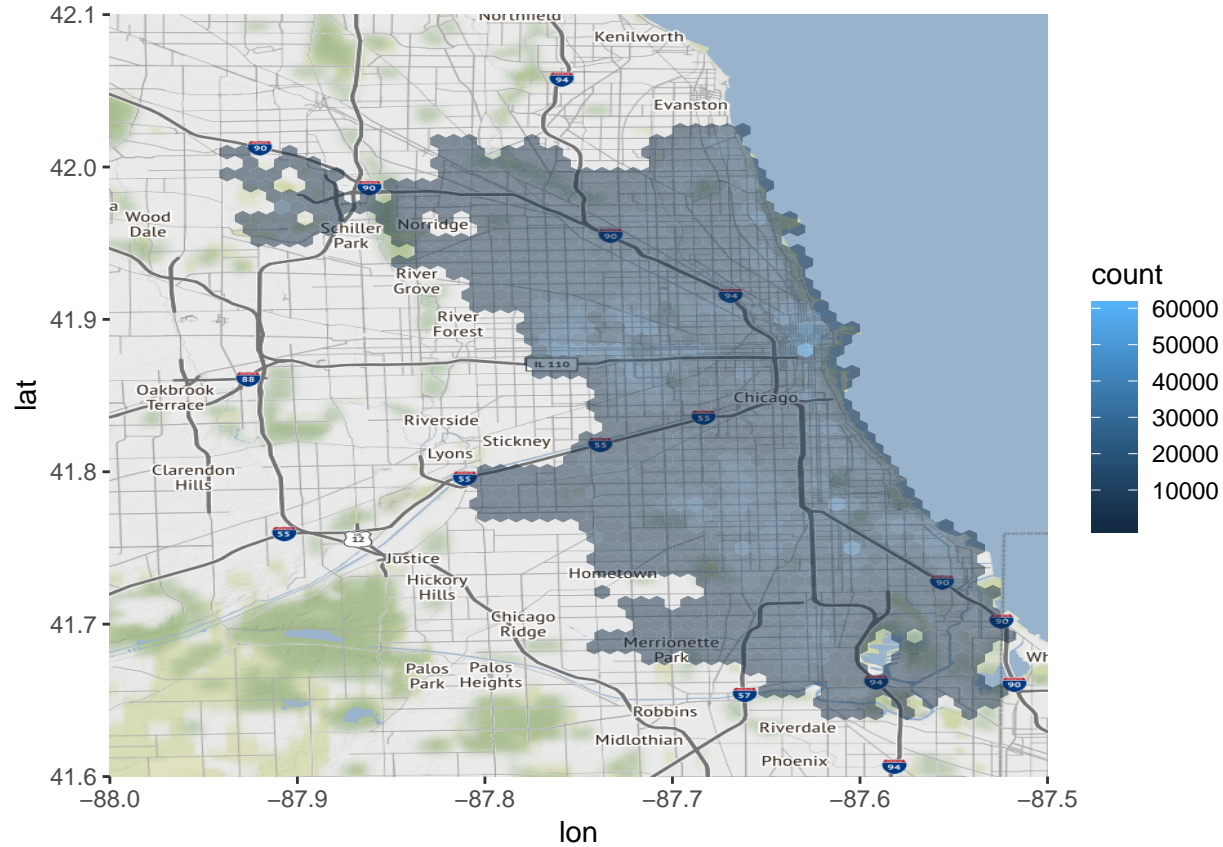 42.1
42.0
41.9
41.8
41.7
41.6
lat
Northfield
Kenilworth
94
Evanston
90
90
a
Wood
Dale
Schiller
Park
Norridge
90
River
Grove
94
River
Forest
IL 110
88
Oakbrook
Terrace
Chicago
Riverside
55
Stickney
55
Lyons
Clarendon
Hills
55
55
12
Justice
Hometown
Hickory
Hills
90
Chicago
Ridge
90
Merrionette
Park
Wh
Palos
Park
Palos
Heights
94
90
57
Robbins
Riverdale
Midlothian
Phoenix
94
−88.0
−87.9
−87.8
−87.7
−87.6
−87.5
lon
count
60000
50000
40000
30000
20000
10000